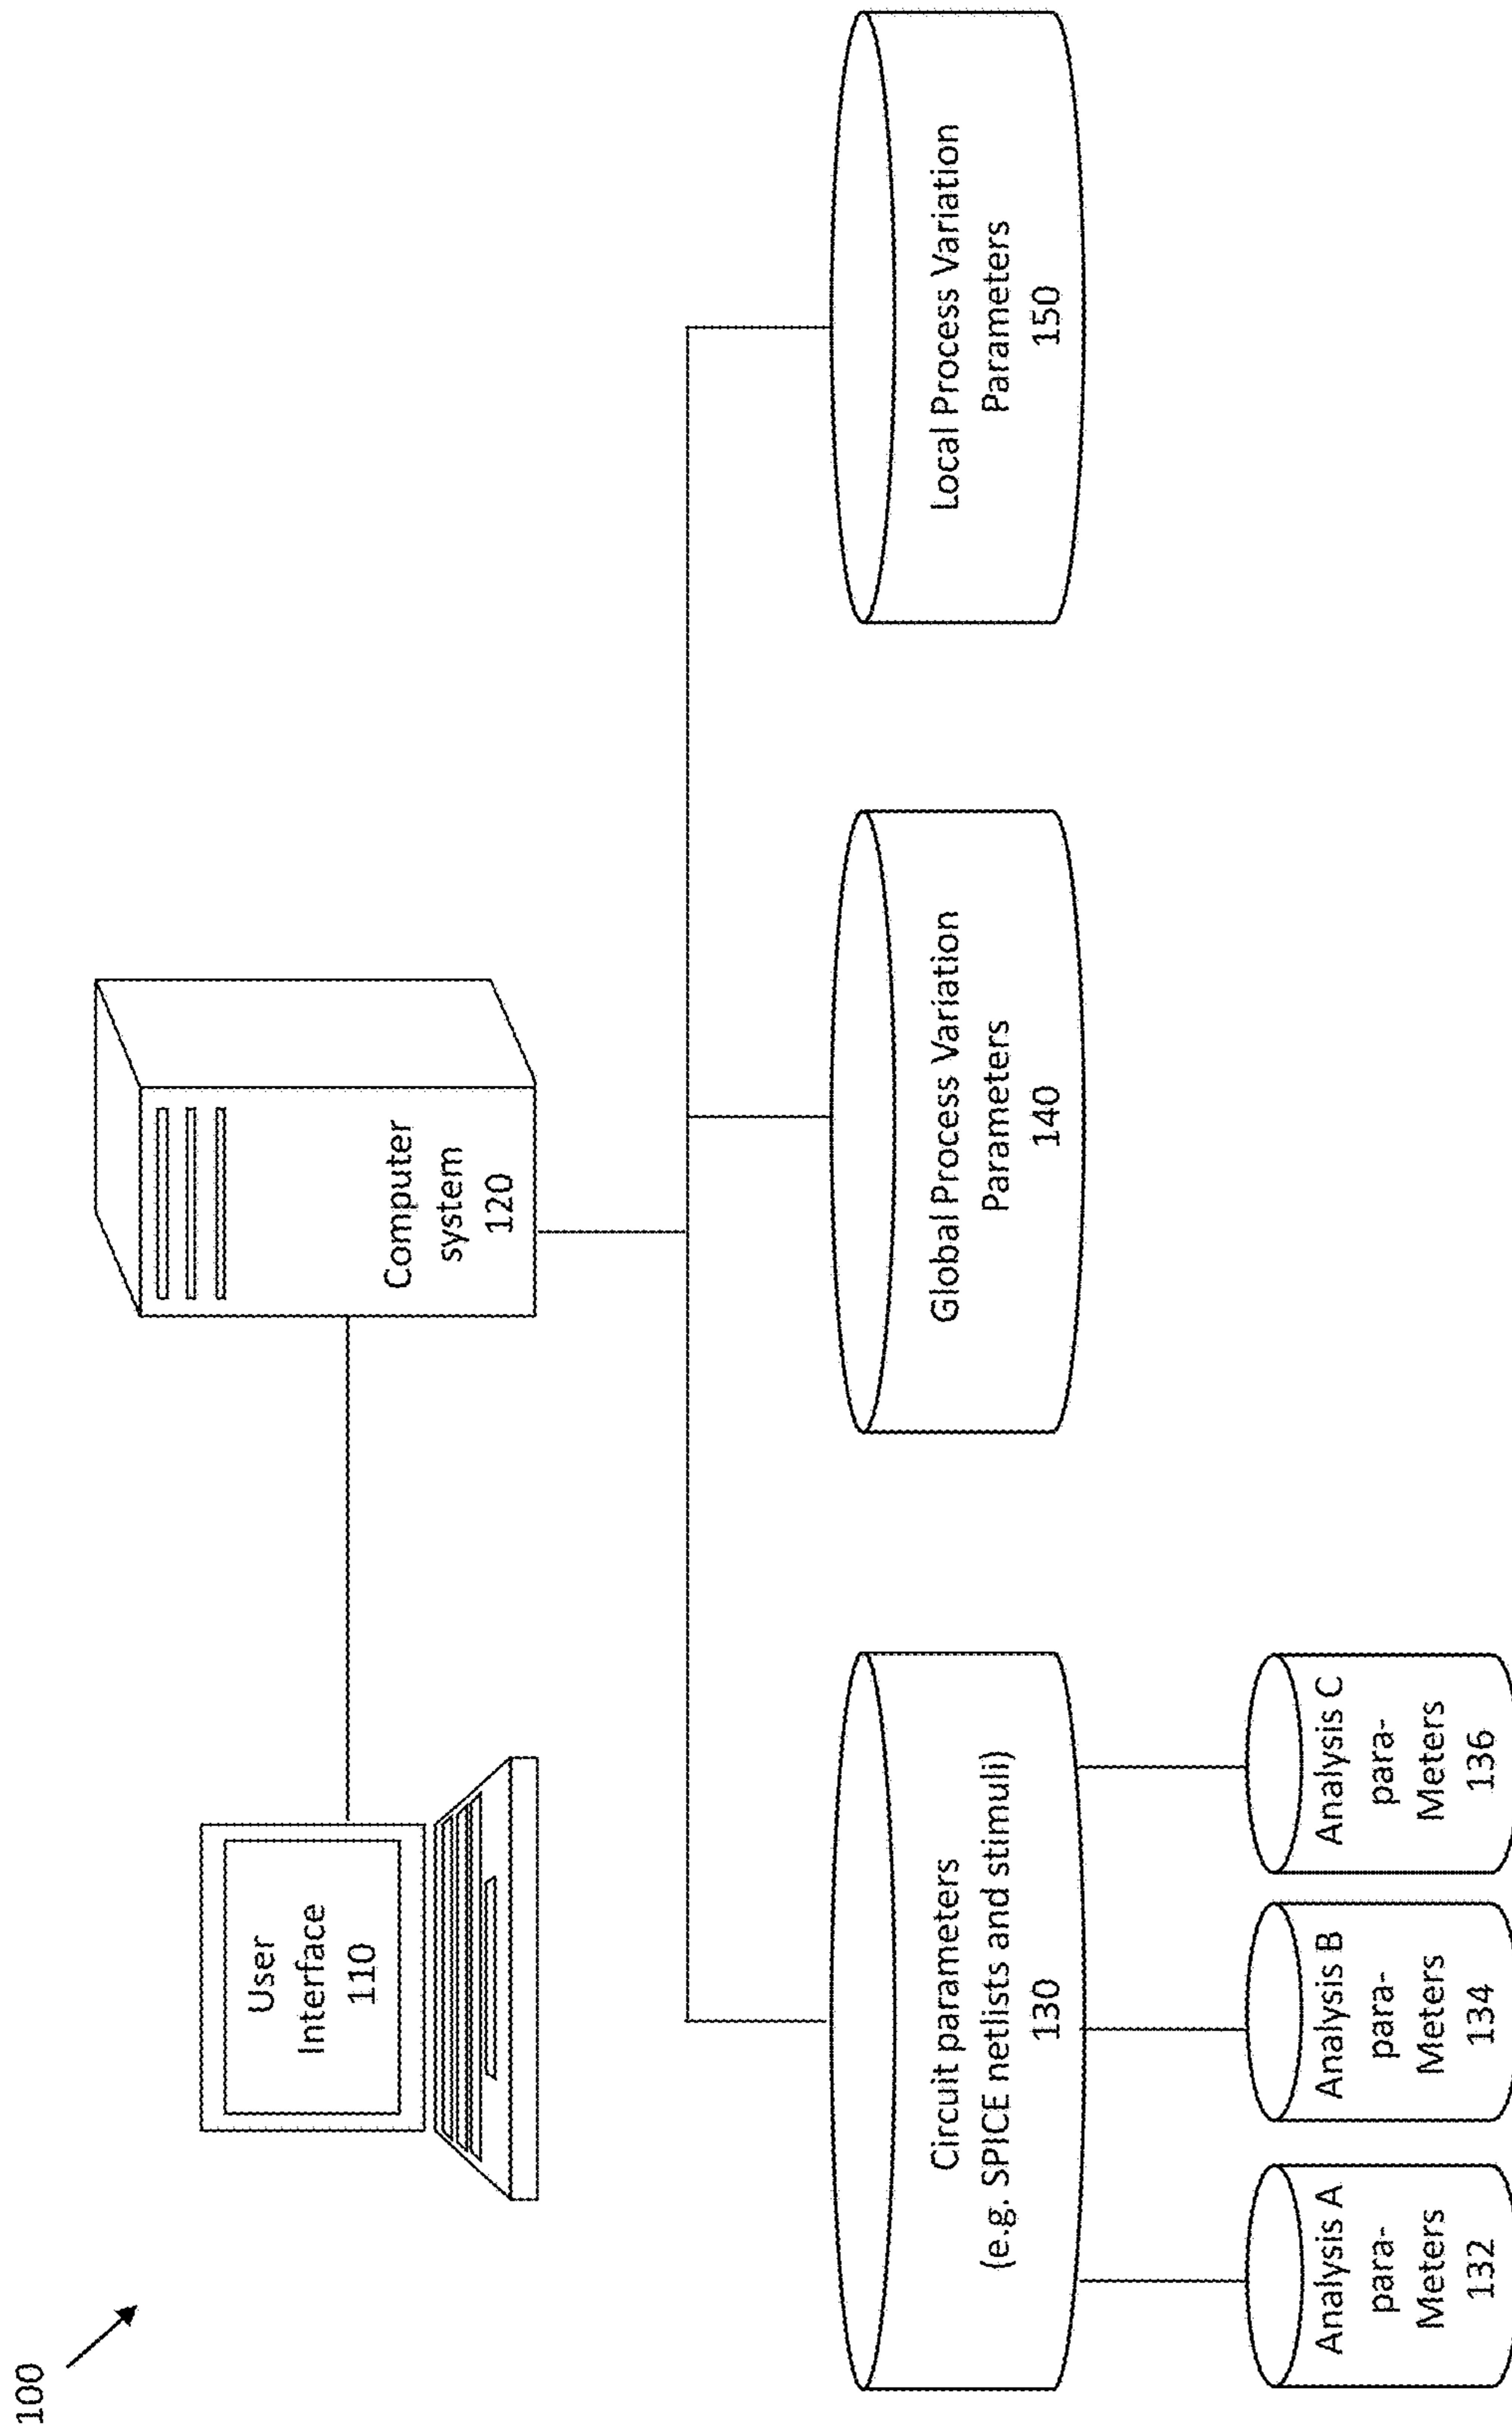 100
User
Interface
110
Computer
system
120
Circuit parameters
(e.g. SPICE netlists and stimuli)
130
Global Process Variation
Parameters
140
Local Process Variation
Parameters
150
Analysis A
para-
Meters
132
Analysis B
para-
Meters
134
Analysis C
para-
Meters
136